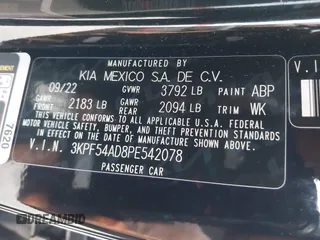 MFD BY
KIA MEXICO S.A. DE C.V.
09/22 GVWR 3792 LB PAINT ABP
GAWR FRONT 2183 LB GAWR REAR 2094 LB TRIM WK
THIS VEHICLE CONFORMS TO ALL APPLICABLE
U.S. FEDERAL MOTOR VEHICLE SAFETY, BUMPER,
AND THEFT PREVENTION STANDARDS IN EFFECT ON
THE DATE OF MANUFACTURE SHOWN ABOVE.
V.I.N. 3KPF54AD8PE542078
PASSENGER CAR
7620
V.I.
DREAMBID